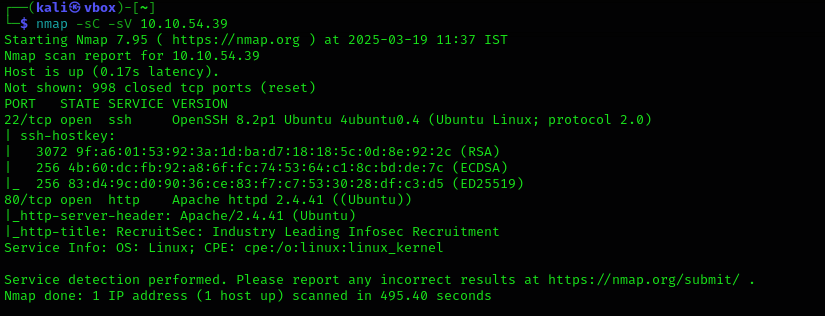 ┌──(kali㉿vbox)-[~]
└─$ nmap -sC -sV 10.10.54.39
Starting Nmap 7.95 ( https://nmap.org ) at 2025-03-19 11:37 IST
Nmap scan report for 10.10.54.39
Host is up (0.17s latency).
Not shown: 998 closed tcp ports (reset)
PORT   STATE SERVICE VERSION
22/tcp open  ssh     OpenSSH 8.2p1 Ubuntu 4ubuntu0.4 (Ubuntu Linux; protocol 2.0)
| ssh-hostkey:
|   3072 9f:a6:01:53:92:3a:1d:ba:d7:18:18:5c:0d:8e:92:2c (RSA)
|   256 4b:60:dc:fb:92:a8:6f:fc:74:53:64:c1:8c:bd:de:7c (ECDSA)
|_  256 83:d4:9c:d0:90:36:ce:83:f7:c7:53:30:28:df:c3:d5 (ED25519)
80/tcp open  http    Apache httpd 2.4.41 ((Ubuntu))
|_http-server-header: Apache/2.4.41 (Ubuntu)
|_http-title: RecruitSec: Industry Leading Infosec Recruitment
Service Info: OS: Linux; CPE: cpe:/o:linux:linux_kernel

Service detection performed. Please report any incorrect results at https://nmap.org/submit/ .
Nmap done: 1 IP address (1 host up) scanned in 495.40 seconds